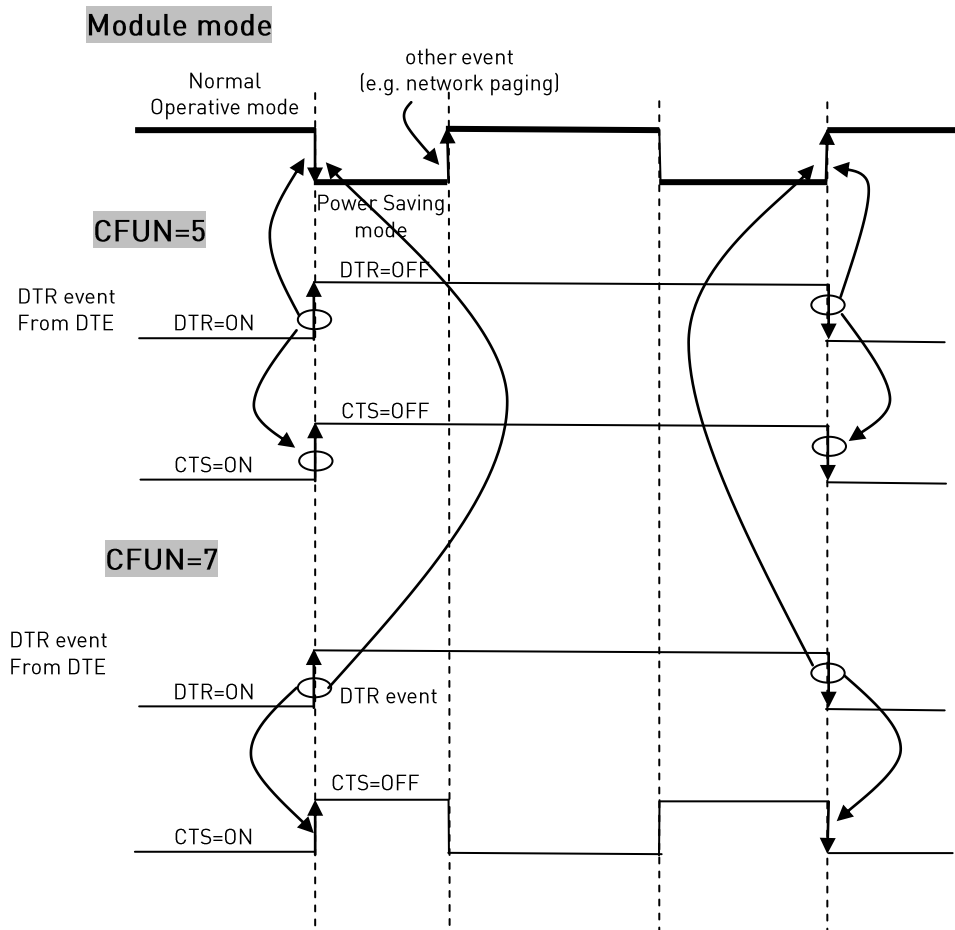 Module mode
other event
(e.g. network paging)
Normal
Operative mode
Power Saving
mode
CFUN=5
DTR=OFF
DTR event
From DTE
DTR=ON
CTS=OFF
CTS=ON
CFUN=7
DTR event
From DTE
DTR=ON
DTR event
CTS=OFF
CTS=ON